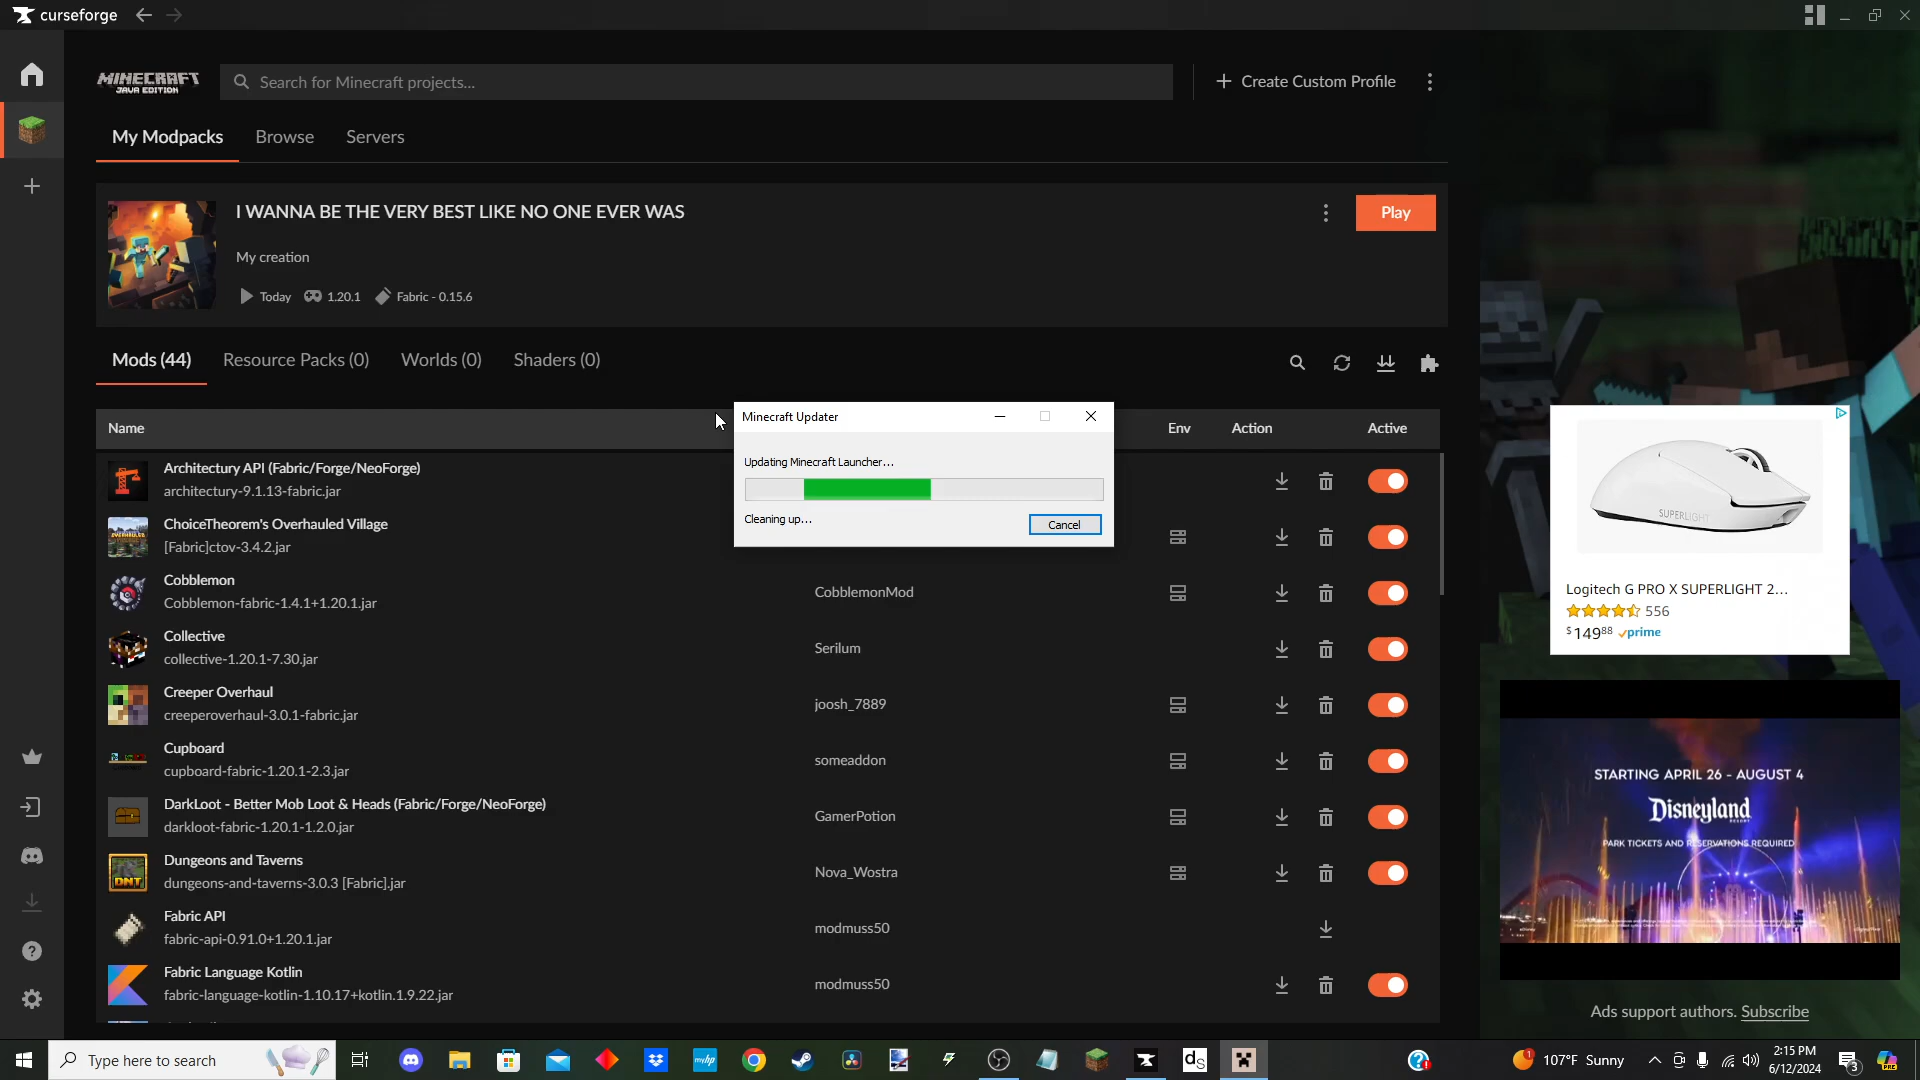 curseforge
MINECRAFT
JAVA EDITION
Search for Minecraft projects...
Create Custom Profile
My Modpacks
Browse
Servers
I WANNA BE THE VERY BEST LIKE NO ONE EVER WAS
Play
My creation
Today
1.20.1
Fabric - 0.15.6
Mods (44)
Resource Packs (0)
Worlds (0)
Shaders (0)
Minecraft Updater
Updating Minecraft Launcher...
Cleaning up...
Cancel
Name
Env
Action
Active
Architectury API (Fabric/Forge/NeoForge)
architectury-9.1.13-fabric.jar
ChoiceTheorem's Overhauled Village
[Fabric]ctov-3.4.2.jar
Cobblemon
Cobblemon-fabric-1.4.1+1.20.1.jar
CobblemonMod
Collective
collective-1.20.1-7.30.jar
Serilum
Creeper Overhaul
creeperoverhaul-3.0.1-fabric.jar
joosh_7889
Cupboard
cupboard-fabric-1.20.1-2.3.jar
someaddon
DarkLoot - Better Mob Loot & Heads (Fabric/Forge/NeoForge)
darkloot-fabric-1.20.1-1.2.0.jar
GamerPotion
DNT
Dungeons and Taverns
dungeons-and-taverns-3.0.3 [Fabric].jar
Nova_Wostra
Fabric API
fabric-api-0.91.0+1.20.1.jar
modmuss50
Fabric Language Kotlin
fabric-language-kotlin-1.10.17+kotlin.1.9.22.jar
modmuss50
SUPERLIGHT
Logitech G PRO X SUPERLIGHT 2...
556
$149.88 prime
STARTING APRIL 26 - AUGUST 4
Disneyland
RESORT
PARK TICKETS AND RESERVATIONS REQUIRED
Ads support authors. Subscribe
Type here to search
myhp
ds
1
107°F Sunny
2:15 PM
6/12/2024
3
PRE